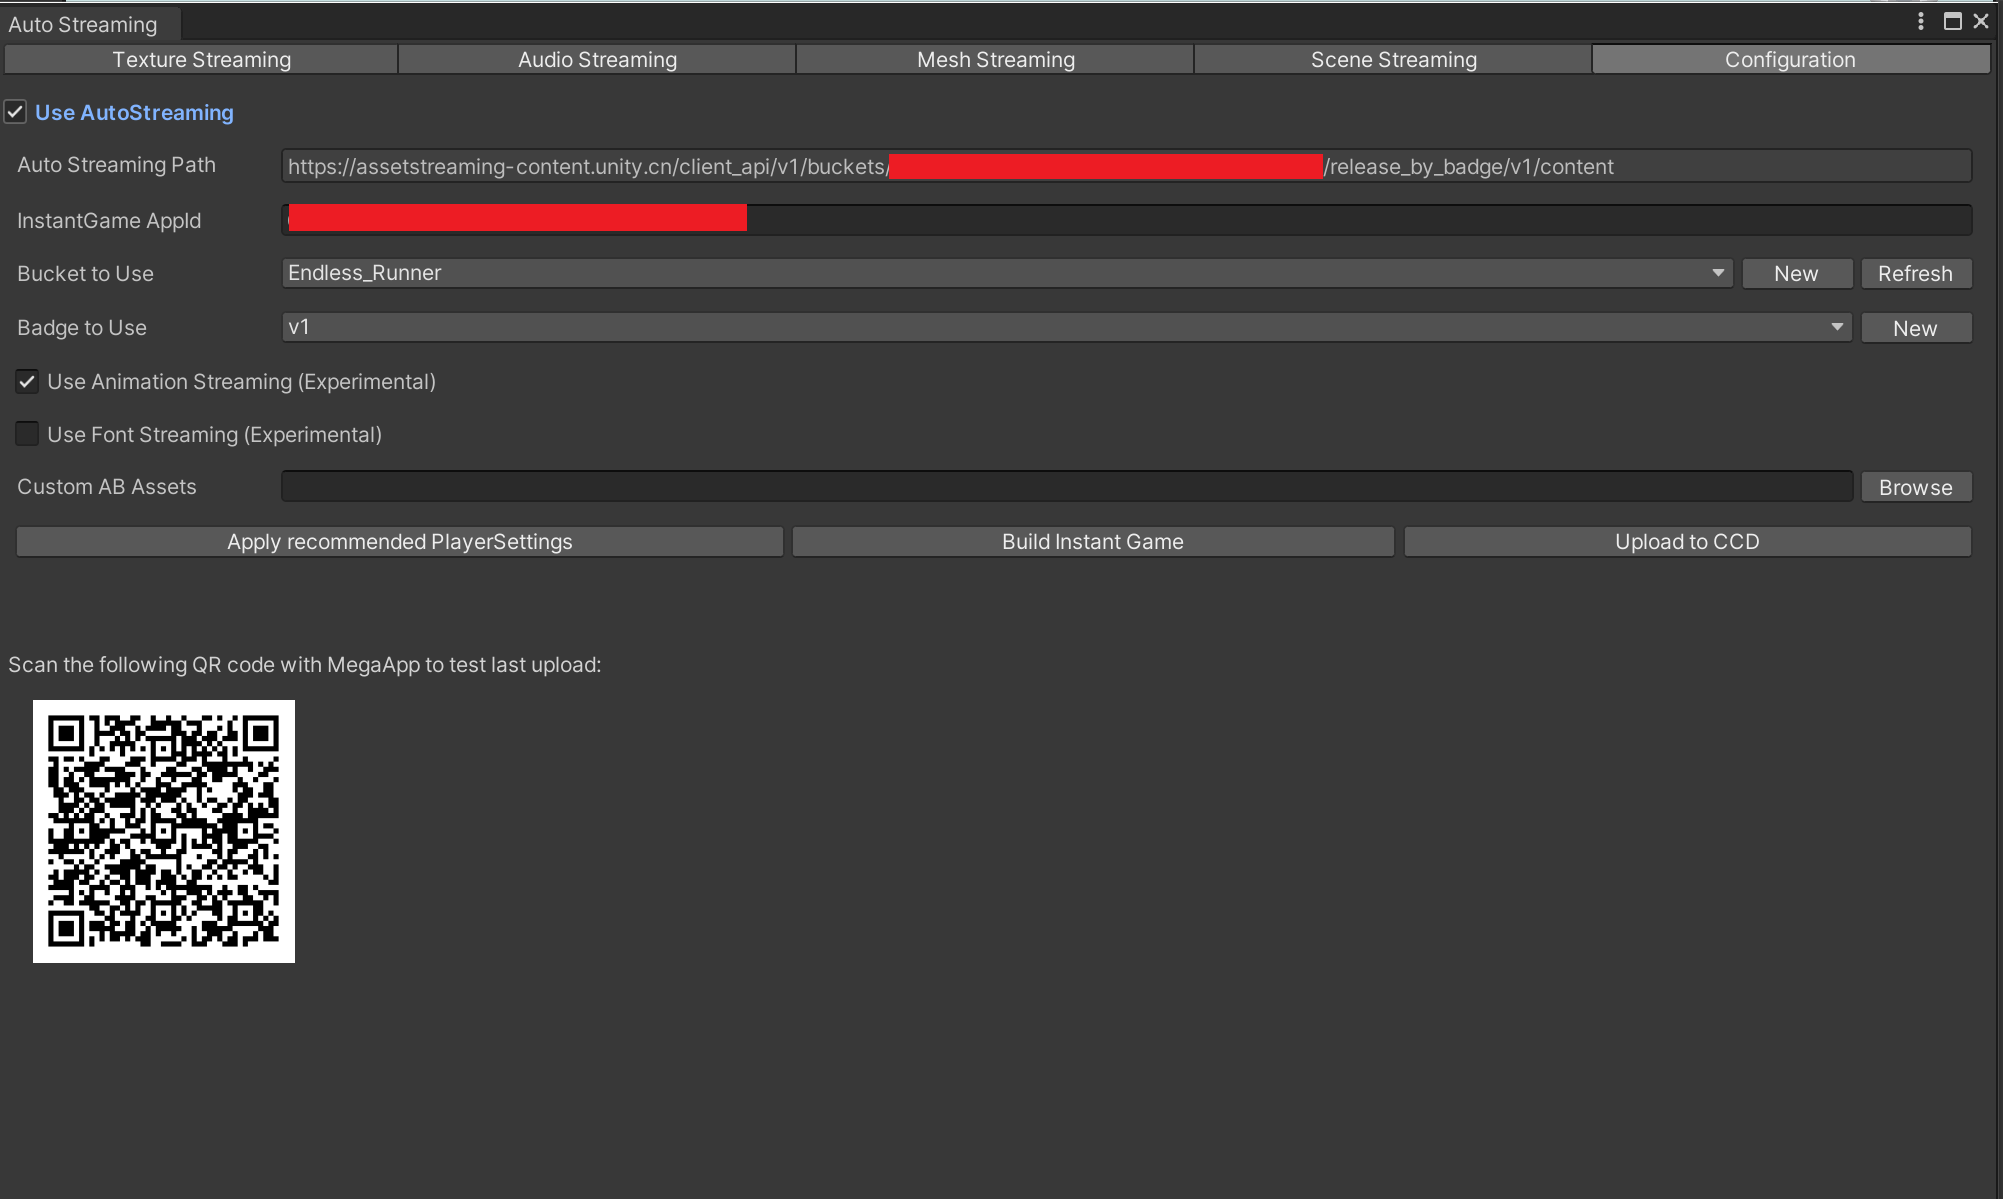 Auto Streaming
Texture Streaming Audio Streaming Mesh Streaming Scene Streaming Configuration
Use AutoStreaming
Auto Streaming Path https://assetstreaming-content.unity.cn/client_api/v1/buckets/ /release_by_badge/v1/content
InstantGame AppId
Bucket to Use Endless_Runner New Refresh
Badge to Use v1 New
Use Animation Streaming (Experimental)
Use Font Streaming (Experimental)
Custom AB Assets Browse
Apply recommended PlayerSettings Build Instant Game Upload to CCD
Scan the following QR code with MegaApp to test last upload: